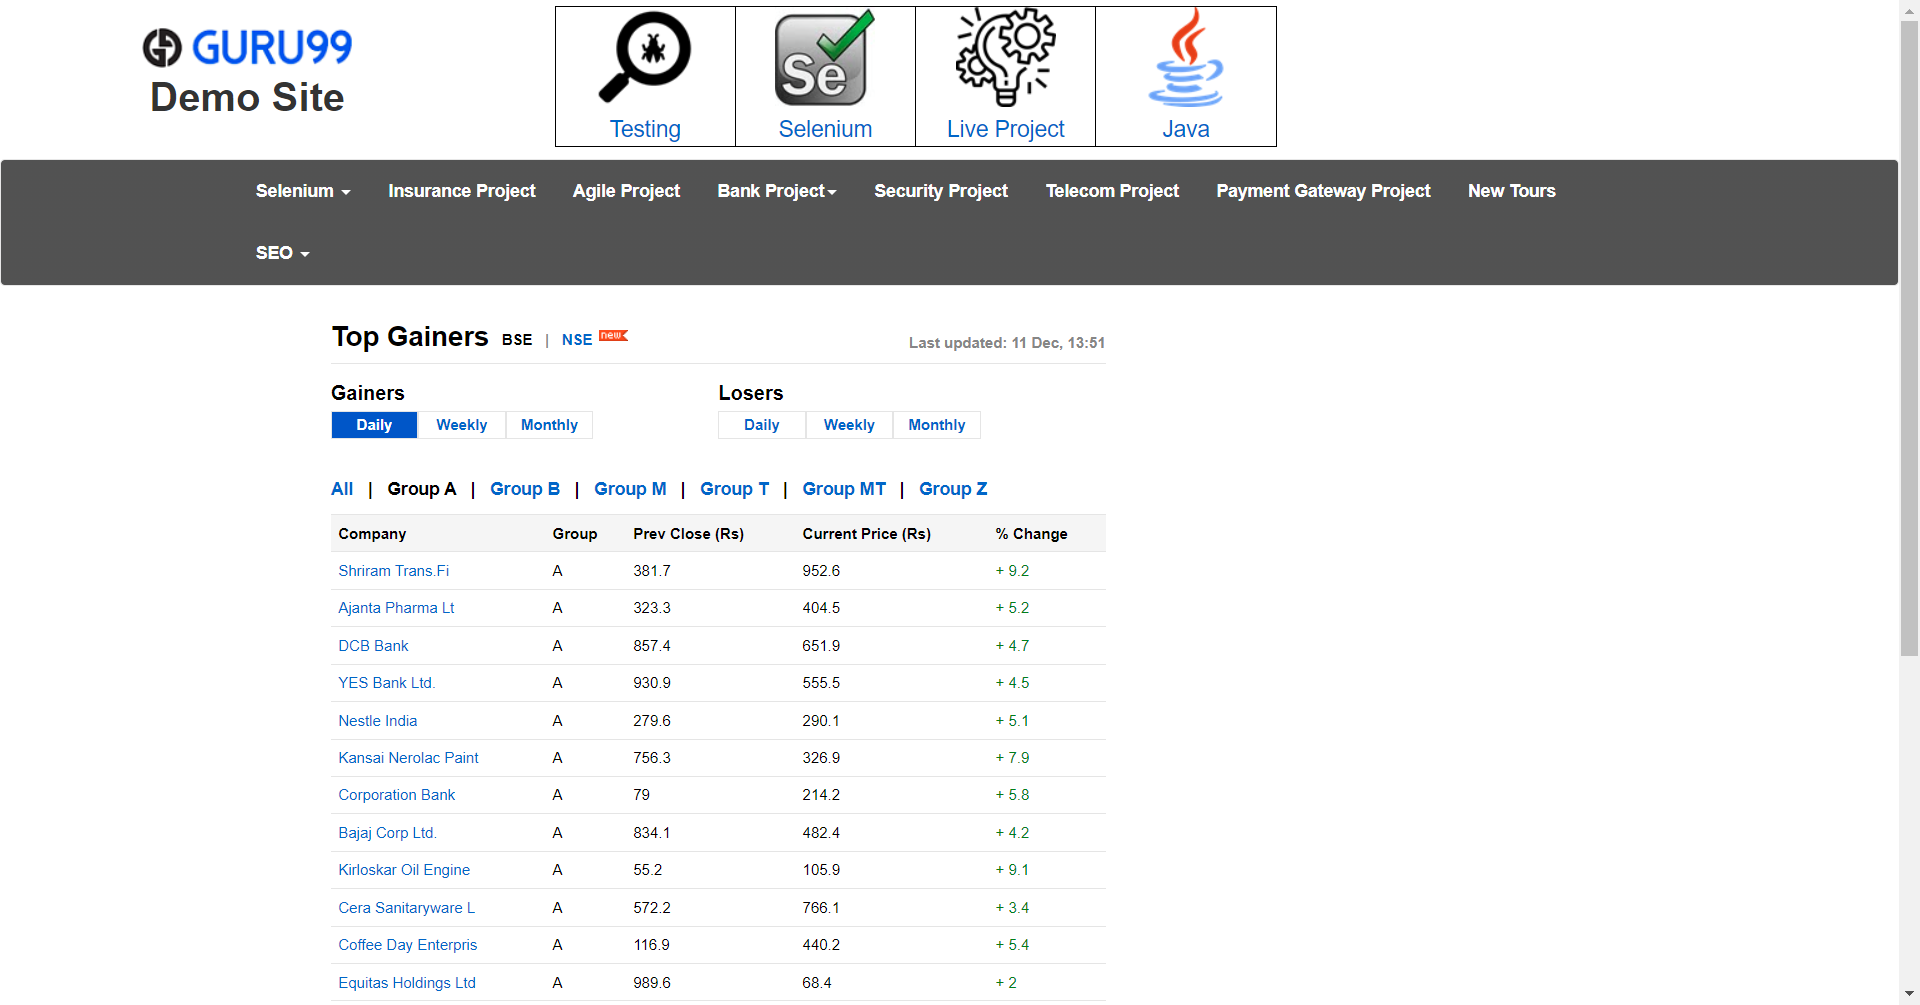 GURU99
Demo Site
Testing
Selenium
Live Project
Java
Selenium Insurance Project Agile Project Bank Project Security Project Telecom Project Payment Gateway Project New Tours
SEO
Top Gainers BSE | NSE new Last updated: 11 Dec, 13:51
Gainers Losers
Daily Weekly Monthly Daily Weekly Monthly
All | Group A | Group B | Group M | Group T | Group MT | Group Z
Company Group Prev Close (Rs) Current Price (Rs) % Change
Shriram Trans.Fi A 381.7 952.6 + 9.2
Ajanta Pharma Lt A 323.3 404.5 + 5.2
DCB Bank A 857.4 651.9 + 4.7
YES Bank Ltd. A 930.9 555.5 + 4.5
Nestle India A 279.6 290.1 + 5.1
Kansai Nerolac Paint A 756.3 326.9 + 7.9
Corporation Bank A 79 214.2 + 5.8
Bajaj Corp Ltd. A 834.1 482.4 + 4.2
Kirloskar Oil Engine A 55.2 105.9 + 9.1
Cera Sanitaryware L A 572.2 766.1 + 3.4
Coffee Day Enterpris A 116.9 440.2 + 5.4
Equitas Holdings Ltd A 989.6 68.4 + 2